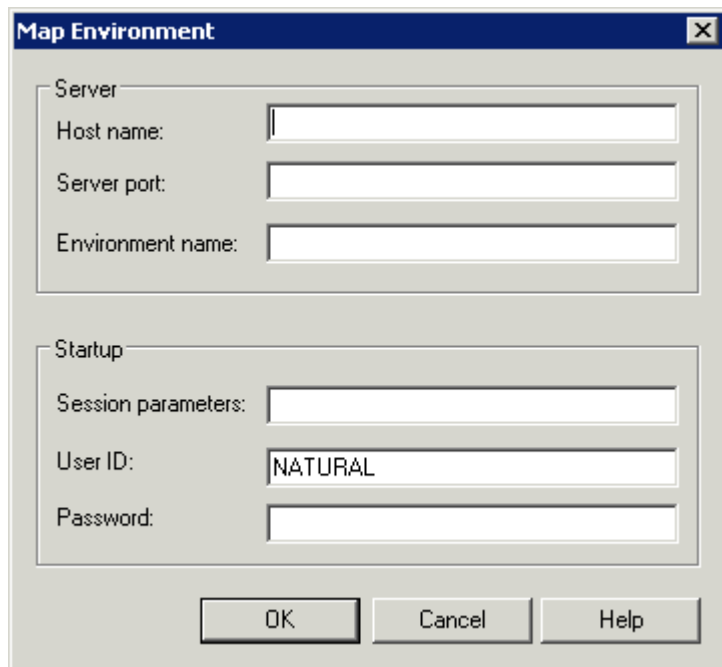 Map Environment
Server
Host name:
Server port:
Environment name:
Startup
Session parameters:
User ID: NATURAL
Password:
OK Cancel Help